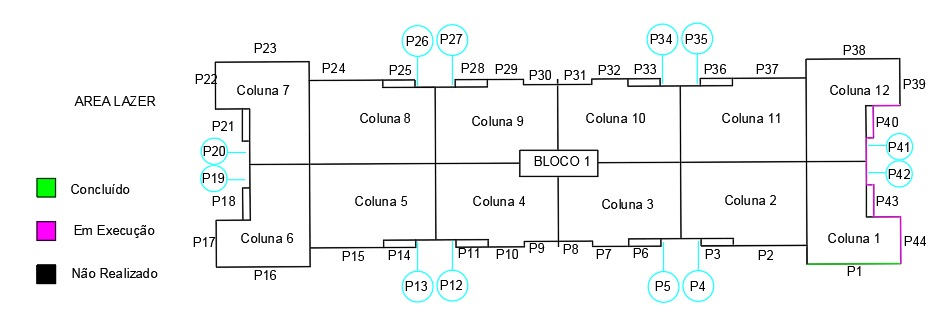 P26 P27 P34 P35
P23 P38
P22 P24 P25 P28 P29 P30 P31 P32 P33 P36 P37 P39
Coluna 7 Coluna 12
AREA LAZER
Coluna 8 Coluna 9 Coluna 10 Coluna 11
P21 P40
P20 P41
BLOCO 1
P19 P42
Concluído
P18 Coluna 5 Coluna 4 Coluna 3 Coluna 2 P43
Em Execução
P17 Coluna 6 Coluna 1 P44
P15 P14 P11 P10 P9 P8 P7 P6 P3 P2
Não Realizado
P16 P1
P13 P12 P5 P4